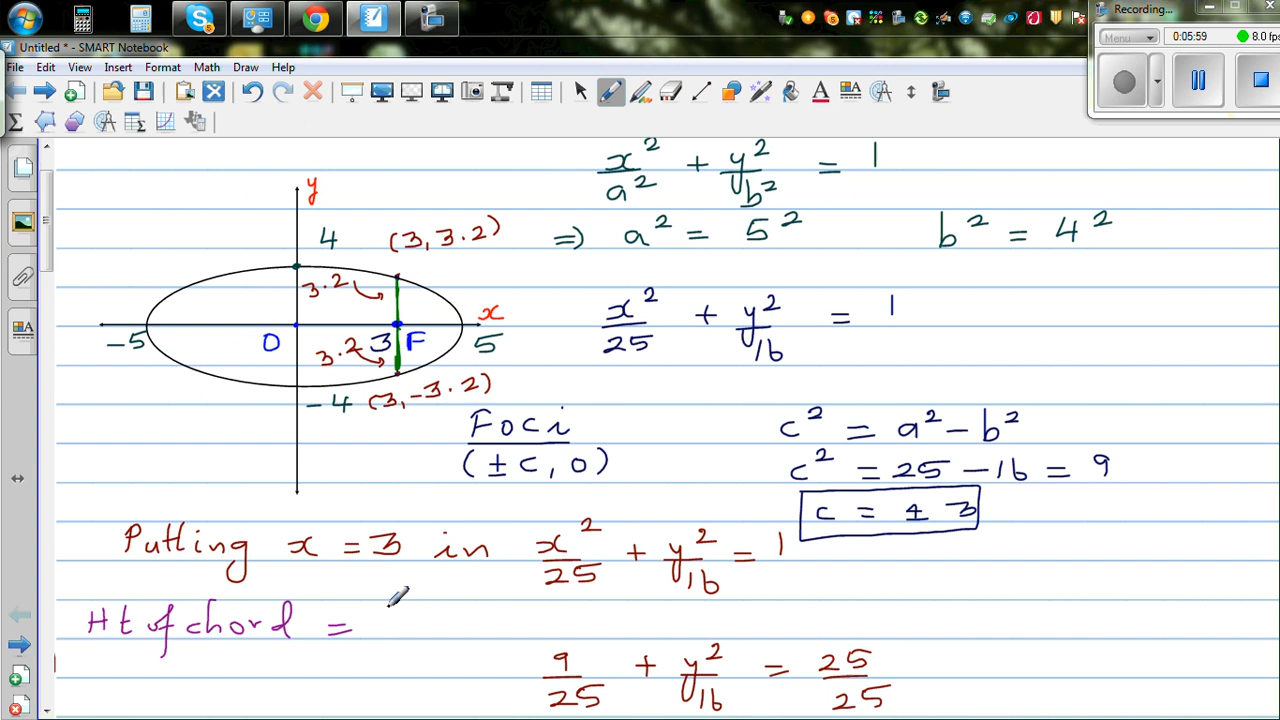 Untitled * - SMART Notebook
Recording...
File Edit View Insert Format Math Draw Help
Menu
0:05:59
8.0 fp
x²/a² + y²/b² = 1
y
4
(3, 3.2)
⇒ a² = 5² b² = 4²
3.2
x
x²/25 + y²/16 = 1
-5 O 3 F 5
3.2
-4 (3, -3.2)
Foci
(± c, 0)
c² = a² - b²
c² = 25 - 16 = 9
c = ± 3
Putting x = 3 in x²/25 + y²/16 = 1
Ht of chord =
9/25 + y²/16 = 25/25